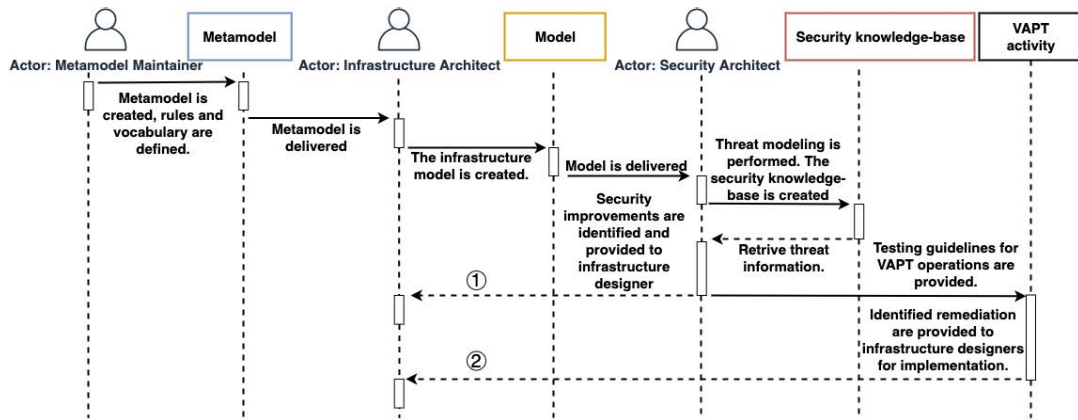 Metamodel
Model
Security knowledge-base
VAPT
activity
Actor: Metamodel Maintainer
Actor: Infrastructure Architect
Actor: Security Architect
Metamodel is
created, rules and
vocabulary are
defined.
Metamodel is
delivered
The infrastructure
model is created.
Model is delivered
Threat modeling is
performed. The
security knowledge-
base is created
Security
improvements are
identified and
provided to
infrastructure
designer
Retrive threat
information.
Testing guidelines for
VAPT operations are
provided.
①
Identified remediation
are provided to
infrastructure designers
for implementation.
②